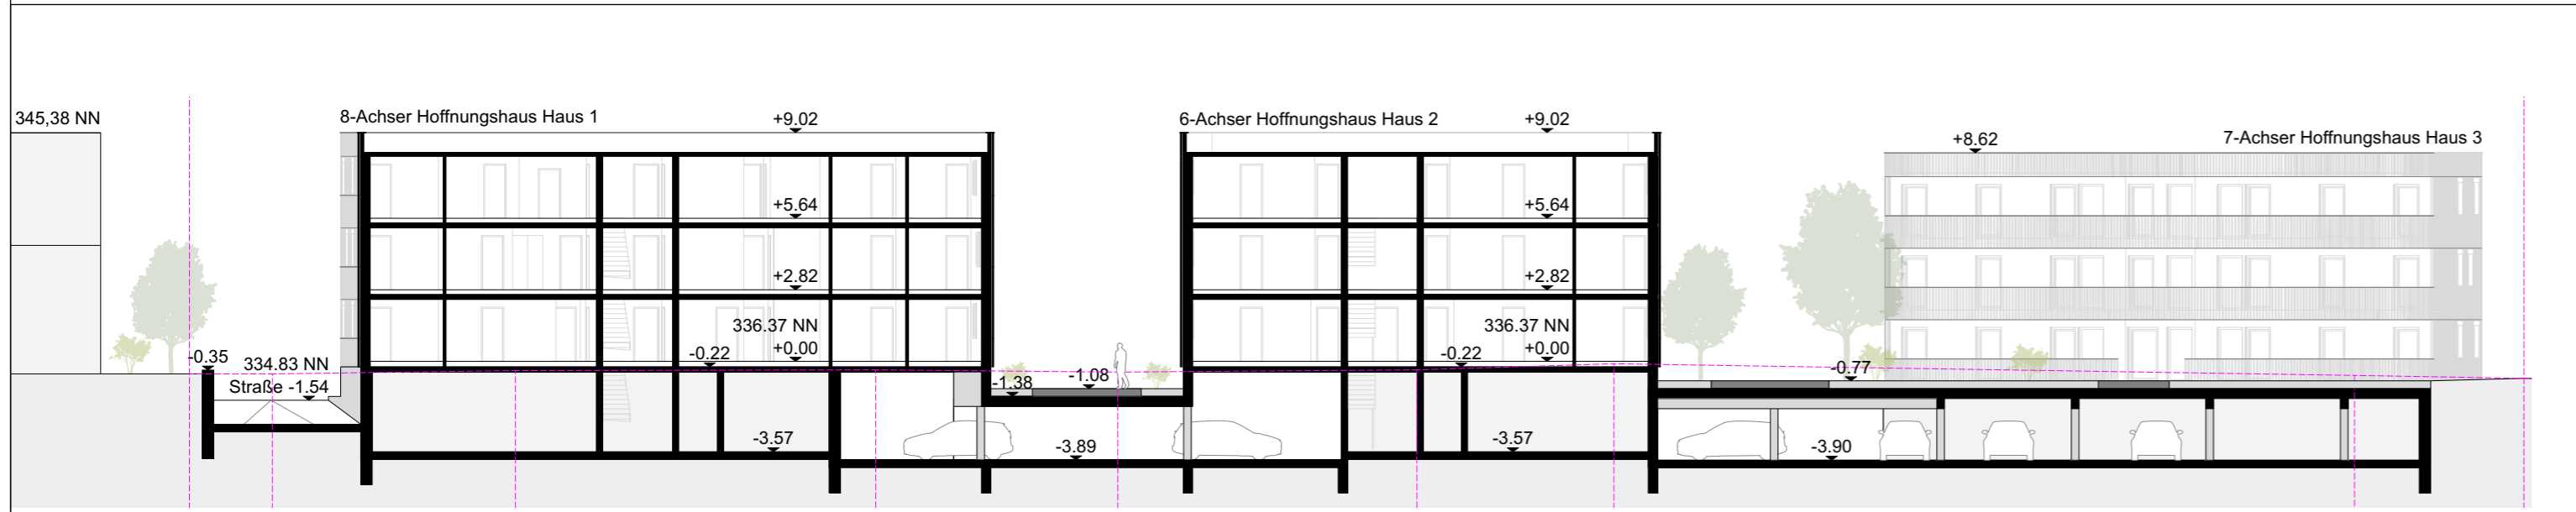 345,38 NN
8-Achser Hoffnungshaus Haus 1
+9.02
6-Achser Hoffnungshaus Haus 2
+9.02
+8.62
7-Achser Hoffnungshaus Haus 3
+5.64
+5.64
+2.82
+2.82
336.37 NN
+0.00
-0.22
336.37 NN
+0.00
-0.22
-0.35
334.83 NN
Straße -1.54
-1.38
-1.08
-0.77
-3.57
-3.89
-3.57
-3.90